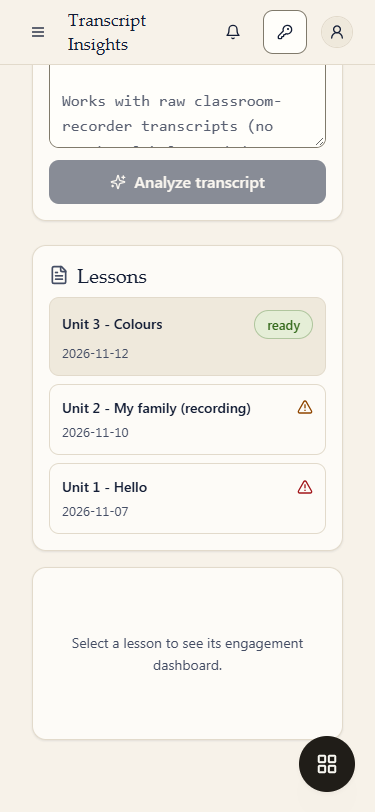 Transcript
Insights
Works with raw classroom-
recorder transcripts (no
Analyze transcript
Lessons
Unit 3 - Colours
ready
2026-11-12
Unit 2 - My family (recording)
2026-11-10
Unit 1 - Hello
2026-11-07
Select a lesson to see its engagement
dashboard.